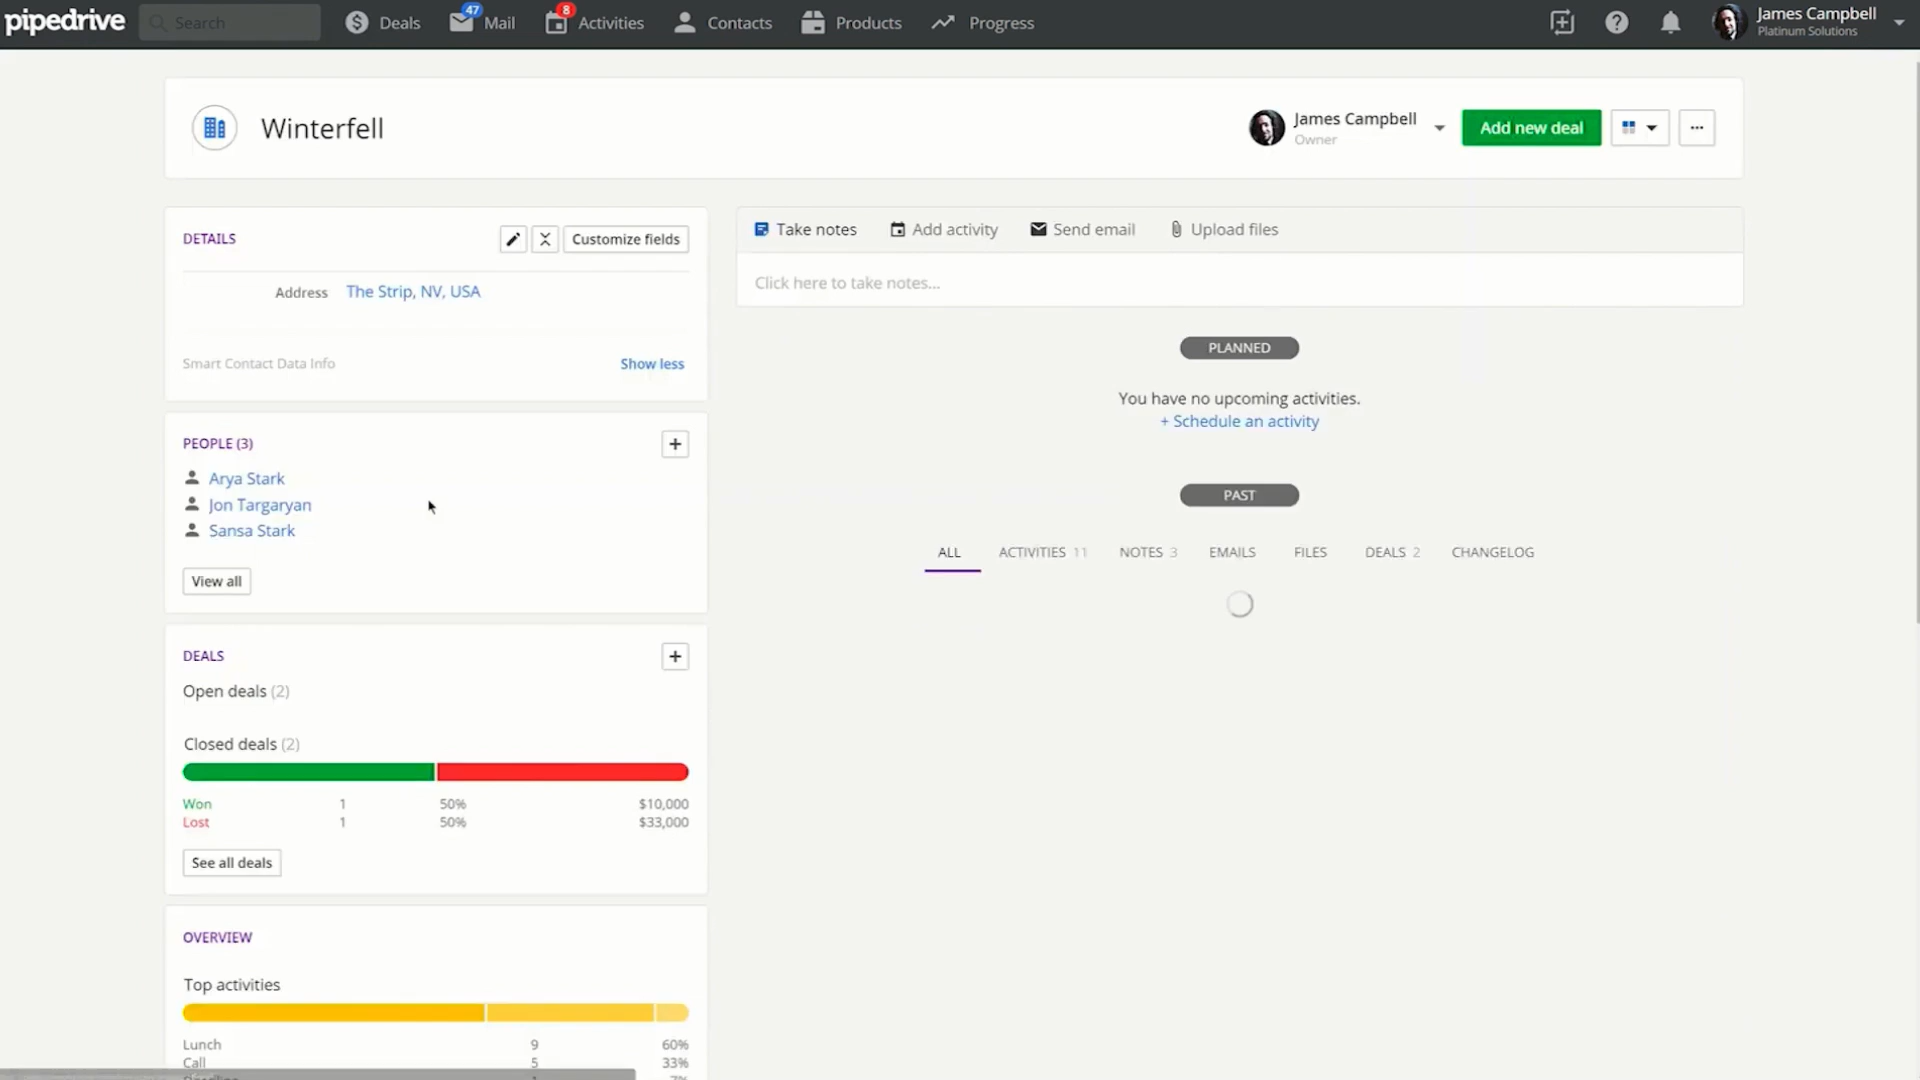 pipedrive
Search
Deals
47
Mail
8
Activities
Contacts
Products
Progress
James Campbell
Platinum Solutions
Winterfell
James Campbell
Owner
Add new deal
DETAILS
Customize fields
Address The Strip, NV, USA
Smart Contact Data Info
Show less
PEOPLE (3)
Arya Stark
Jon Targaryan
Sansa Stark
View all
DEALS
Open deals (2)
Closed deals (2)
Won 1 50% $10,000
Lost 1 50% $33,000
See all deals
OVERVIEW
Top activities
Lunch 9 60%
Call 5 33%
Take notes
Add activity
Send email
Upload files
Click here to take notes...
PLANNED
You have no upcoming activities.
+ Schedule an activity
PAST
ALL
ACTIVITIES 11
NOTES 3
EMAILS
FILES
DEALS 2
CHANGELOG